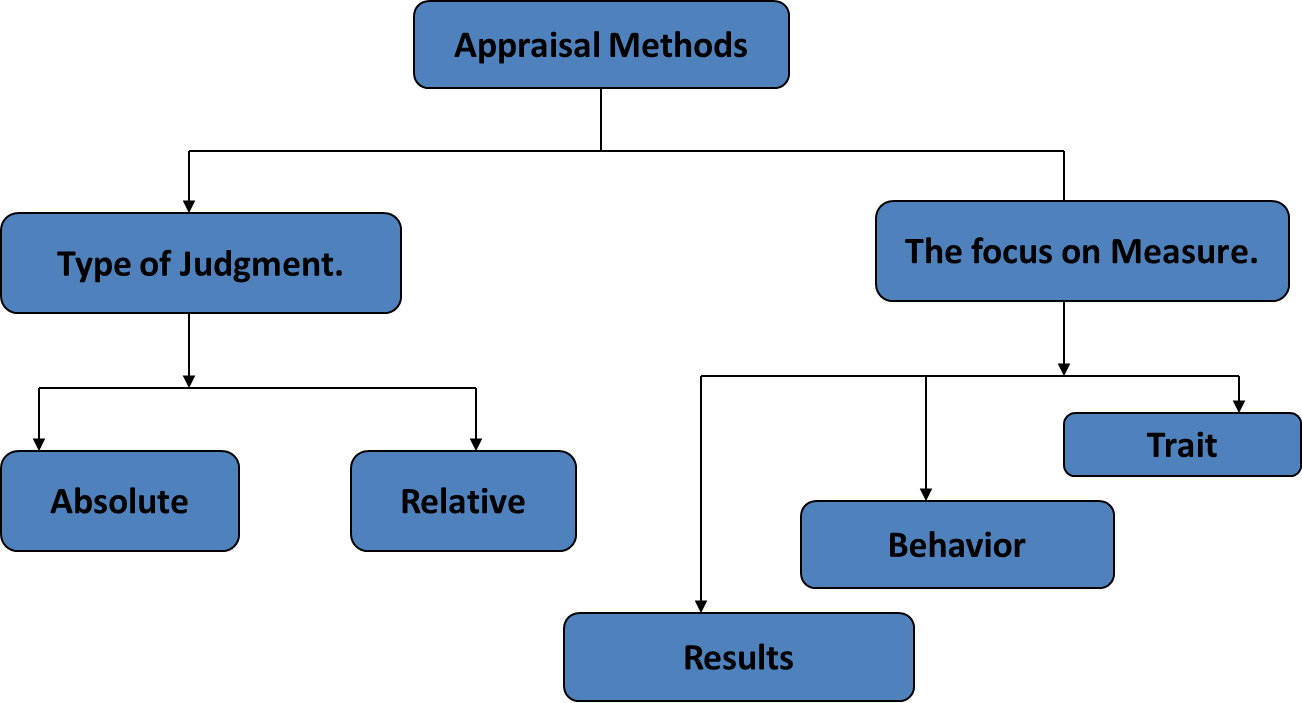 Appraisal Methods
Type of Judgment.
The focus on Measure.
Absolute
Relative
Trait
Behavior
Results